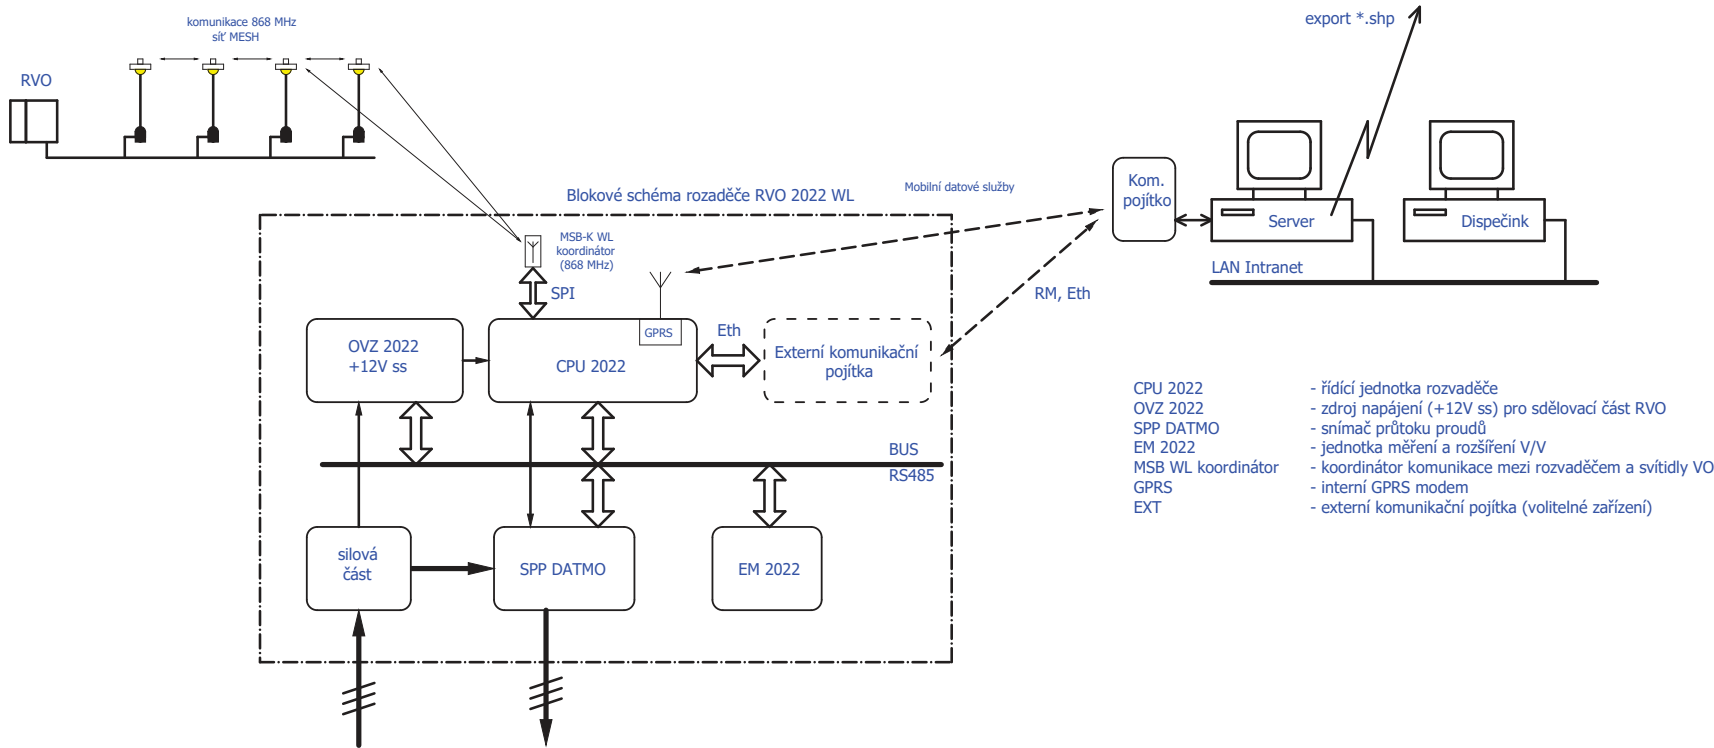 komunikace 868 MHz
síť MESH
export *.shp
RVO
Blokové schéma rozaděče RVO 2022 WL
Mobilní datové služby
Kom.
pojítko
Server
Dispečink
MSB-K WL
koordinátor
(868 MHz)
LAN Intranet
SPI
RM, Eth
GPRS
Eth
OVZ 2022
+12V ss
CPU 2022
Externí komunikační
pojítka
CPU 2022 - řídící jednotka rozvaděče
OVZ 2022 - zdroj napájení (+12V ss) pro sdělovací část RVO
SPP DATMO - snímač průtoku proudů
EM 2022 - jednotka měření a rozšíření V/V
MSB WL koordinátor - koordinátor komunikace mezi rozvaděčem a svítidly VO
GPRS - interní GPRS modem
EXT - externí komunikační pojítka (volitelné zařízení)
BUS
RS485
silová
část
SPP DATMO
EM 2022